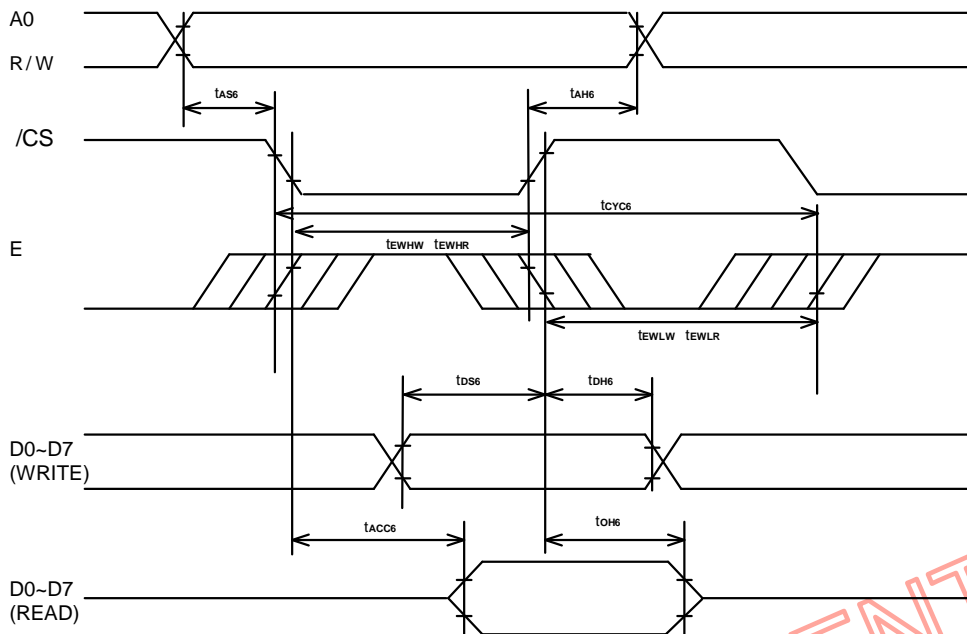 A0
R/W
tAS6
tAH6
/CS
tCYC6
tEWHW tEWHR
E
tEWLW tEWLR
tDS6
tDH6
D0~D7
(WRITE)
tACC6
tOH6
D0~D7
(READ)